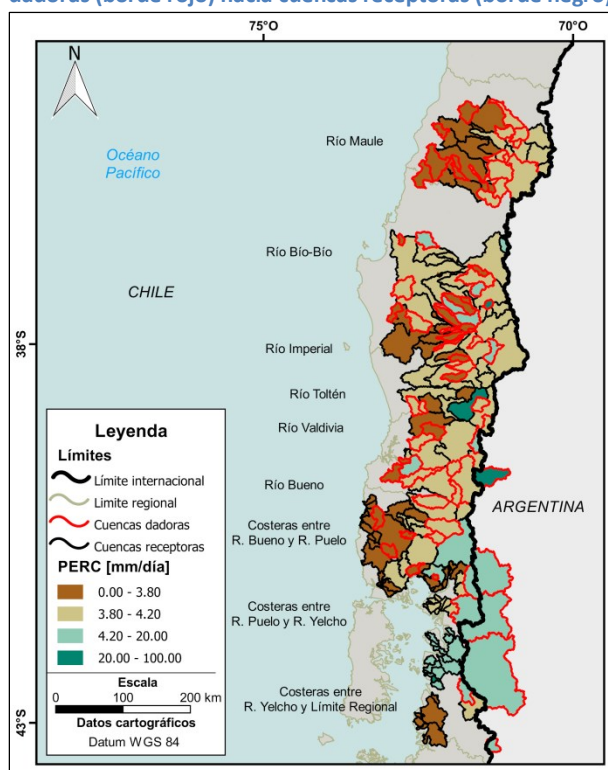 dadoras (borde rojo) hacia cuencas receptoras (borde negro)
75°O
70°O
N
Océano
Pacífico
Río Maule
Río Bío-Bío
CHILE
38°S
Río Imperial
Río Toltén
Río Valdivia
Río Bueno
ARGENTINA
Costeras entre
R. Bueno y R. Puelo
Costeras entre
R. Puelo y R. Yelcho
Costeras entre
R. Yelcho y Límite Regional
43°S
Leyenda
Límites
Límite internacional
Limite regional
Cuencas dadoras
Cuencas receptoras
PERC [mm/día]
0.00 - 3.80
3.80 - 4.20
4.20 - 20.00
20.00 - 100.00
Escala
0 100 200 km
Datos cartográficos
Datum WGS 84